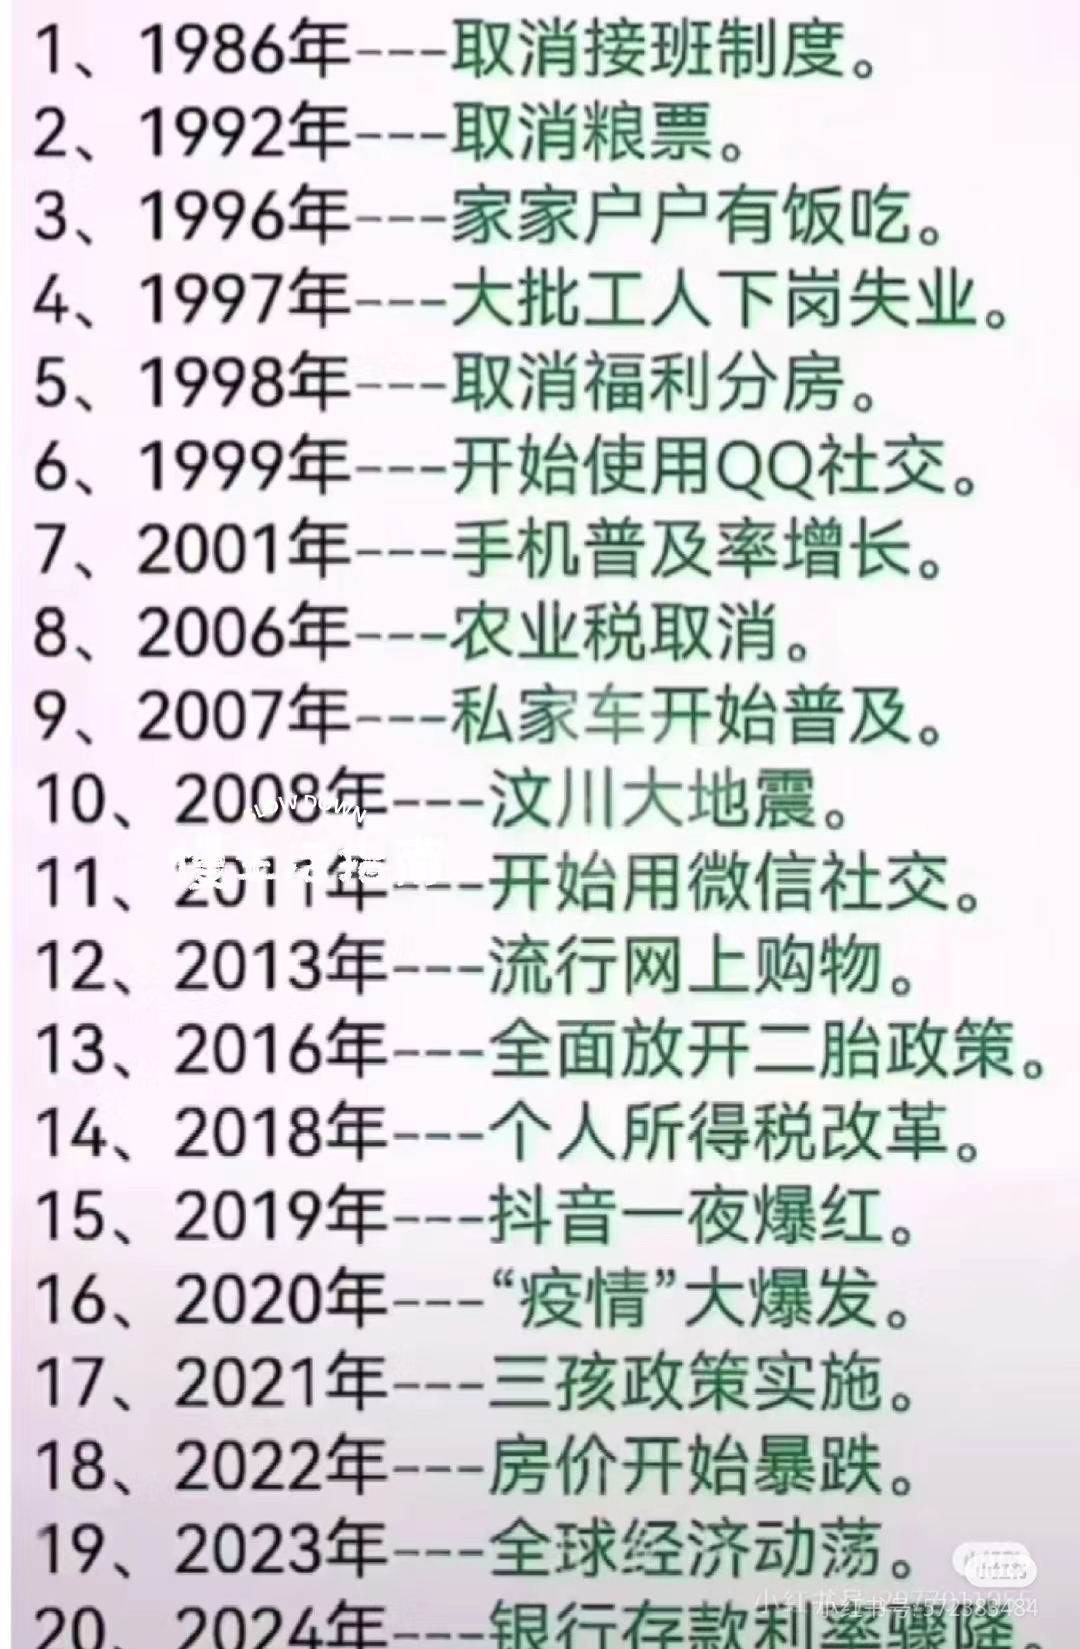 1、1986年---取消接班制度。
2、1992年---取消粮票。
3、1996年---家家户户有饭吃。
4、1997年---大批工人下岗失业。
5、1998年---取消福利分房。
6、1999年---开始使用QQ社交。
7、2001年---手机普及率增长。
8、2006年---农业税取消。
9、2007年---私家车开始普及。
10、2008年---汶川大地震。
SLOW DOWN
慢生活指南
11、2011年---开始用微信社交。
12、2013年---流行网上购物。
13、2016年---全面放开二胎政策。
14、2018年---个人所得税改革。
15、2019年---抖音一夜爆红。
16、2020年---“疫情”大爆发。
17、2021年---三孩政策实施。
18、2022年---房价开始暴跌。
19、2023年---全球经济动荡。
小红书
20、2024年---银行存款利率骤降。
小红书号:572383484